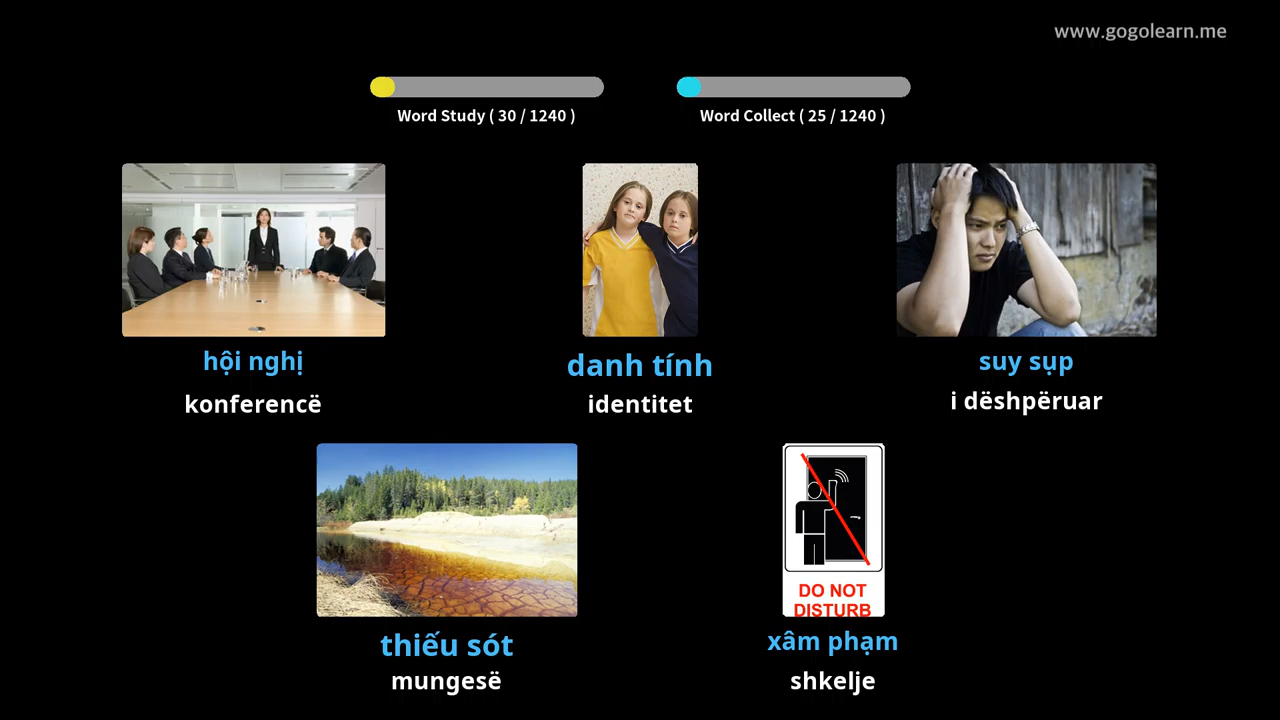 www.gogolearn.me
Word Study ( 30 / 1240 )
Word Collect ( 25 / 1240 )
hội nghị
konferencë
danh tính
identitet
suy sụp
i dëshpëruar
DO NOT
DISTURB
thiếu sót
mungesë
xâm phạm
shkelje